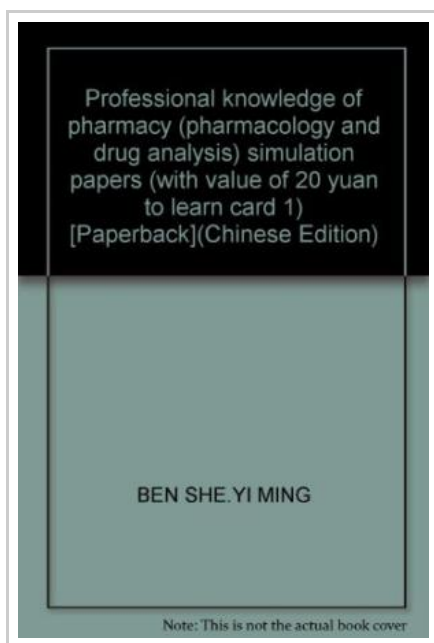 Professional knowledge of
pharmacy (pharmacology and
drug analysis) simulation
papers (with value of 20 yuan
to learn card 1)
[Paperback](Chinese Edition)
BEN SHE.YI MING
Note: This is not the actual book cover